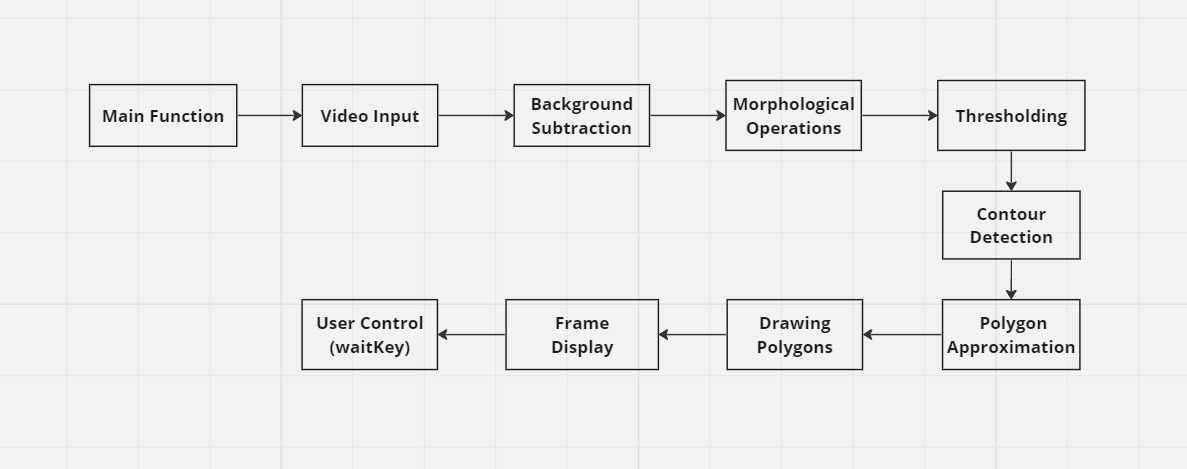 Main Function
Video Input
Background
Subtraction
Morphological
Operations
Thresholding
Contour
Detection
Polygon
Approximation
Drawing
Polygons
Frame
Display
User Control
(waitKey)